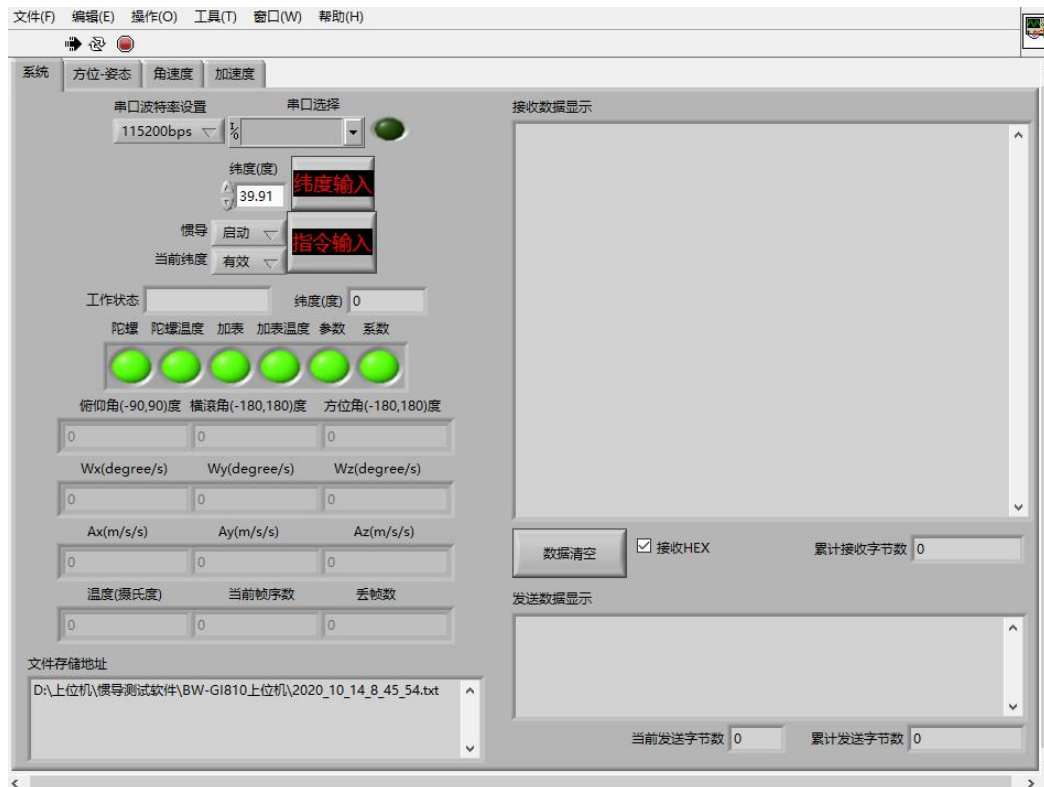 文件(F) 编辑(E) 操作(O) 工具(T) 窗口(W) 帮助(H)
系统 方位-姿态 角速度 加速度
串口波特率设置 串口选择
115200bps
纬度(度)
39.91 纬度输入
惯导 启动 指令输入
当前纬度 有效
工作状态 纬度(度) 0
陀螺 陀螺温度 加表 加表温度 参数 系数
俯仰角(-90,90)度 横滚角(-180,180)度 方位角(-180,180)度
0 0 0
Wx(degree/s) Wy(degree/s) Wz(degree/s)
0 0 0
Ax(m/s/s) Ay(m/s/s) Az(m/s/s)
0 0 0
温度(摄氏度) 当前帧序数 丢帧数
0 0 0
文件存储地址
D:\上位机\惯导测试软件\BW-GI810上位机\2020_10_14_8_45_54.txt
接收数据显示
数据清空 接收HEX 累计接收字节数 0
发送数据显示
当前发送字节数 0 累计发送字节数 0